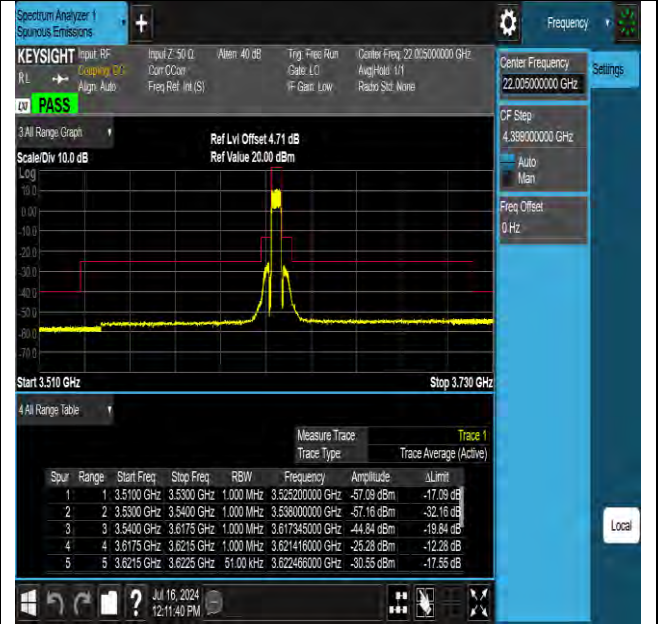 Spectrum Analyzer 1
Spurious Emissions
+
Frequency
KEYSIGHT
Input: RF
Input Z: 50 Ω
Atten: 40 dB
Trig: Free Run
Center Freq: 22.005000000 GHz
RL
Coupling: DC
Corr CCorr
Gate: LO
Avg|Hold: 1/1
Align: Auto
Freq Ref: Int (S)
IF Gain: Low
Radio Std: None
LXI
PASS
3 All Range Graph
Scale/Div 10.0 dB
Ref Lvl Offset 4.71 dB
Ref Value 20.00 dBm
Log
10.0
0.00
-10.0
-20.0
-30.0
-40.0
-50.0
-60.0
-70.0
Start 3.510 GHz
Stop 3.730 GHz
4 All Range Table
Measure Trace Trace 1
Trace Type Trace Average (Active)
Spur Range Start Freq Stop Freq RBW Frequency Amplitude ΔLimit
1 1 3.5100 GHz 3.5300 GHz 1.000 MHz 3.525200000 GHz -57.09 dBm -17.09 dB
2 2 3.5300 GHz 3.5400 GHz 1.000 MHz 3.538000000 GHz -57.16 dBm -32.16 dB
3 3 3.5400 GHz 3.6175 GHz 1.000 MHz 3.617345000 GHz -44.84 dBm -19.84 dB
4 4 3.6175 GHz 3.6215 GHz 1.000 MHz 3.621416000 GHz -25.28 dBm -12.28 dB
5 5 3.6215 GHz 3.6225 GHz 51.00 kHz 3.622466000 GHz -30.55 dBm -17.55 dB
Jul 16, 2024
12:11:40 PM
?
Center Frequency
22.005000000 GHz
Settings
CF Step
4.399000000 GHz
Auto
Man
Freq Offset
0 Hz
Local